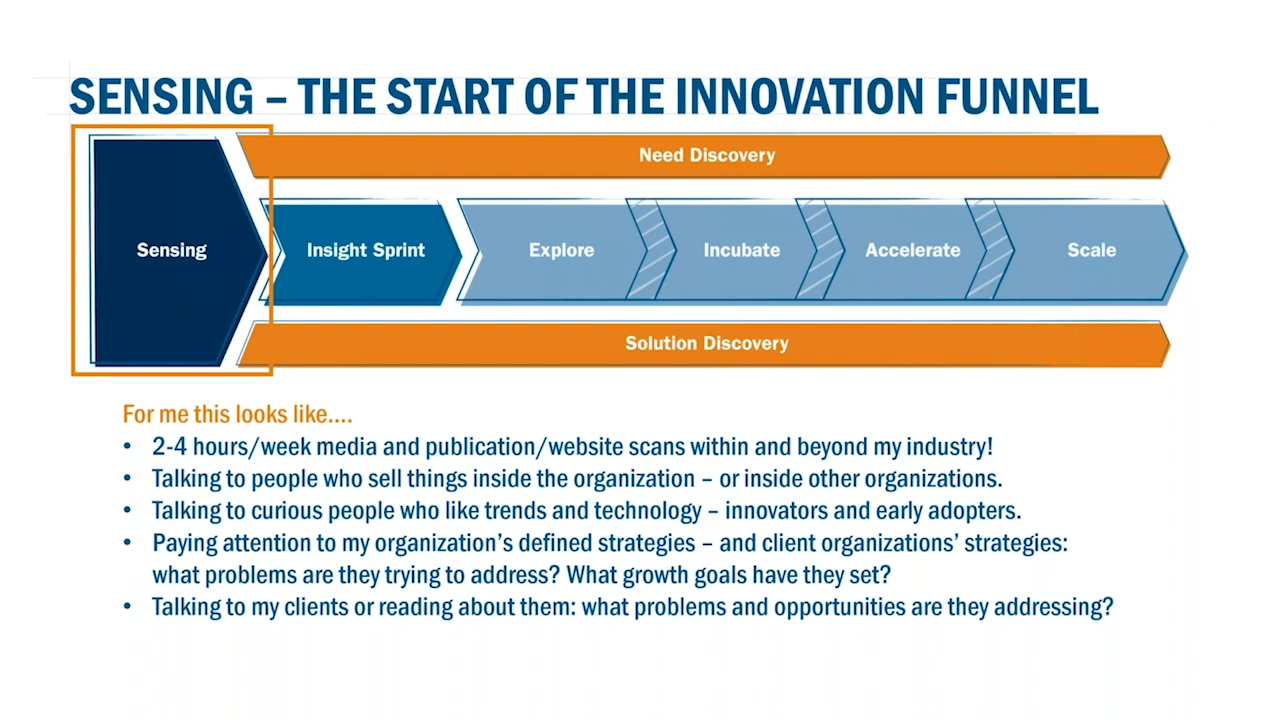 SENSING – THE START OF THE INNOVATION FUNNEL
Need Discovery
Sensing
Insight Sprint
Explore
Incubate
Accelerate
Scale
Solution Discovery
For me this looks like....
• 2-4 hours/week media and publication/website scans within and beyond my industry!
• Talking to people who sell things inside the organization – or inside other organizations.
• Talking to curious people who like trends and technology – innovators and early adopters.
• Paying attention to my organization’s defined strategies – and client organizations’ strategies:
what problems are they trying to address? What growth goals have they set?
• Talking to my clients or reading about them: what problems and opportunities are they addressing?